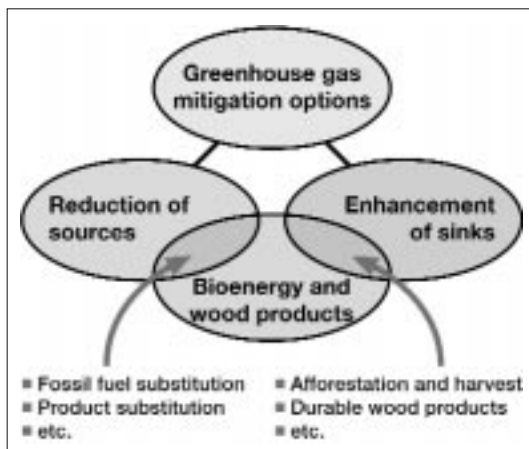 Greenhouse gas
mitigation options
Reduction of
sources
Enhancement
of sinks
Bioenergy and
wood products
■ Fossil fuel substitution
■ Product substitution
■ etc.
■ Afforestation and harvest
■ Durable wood products
■ etc.